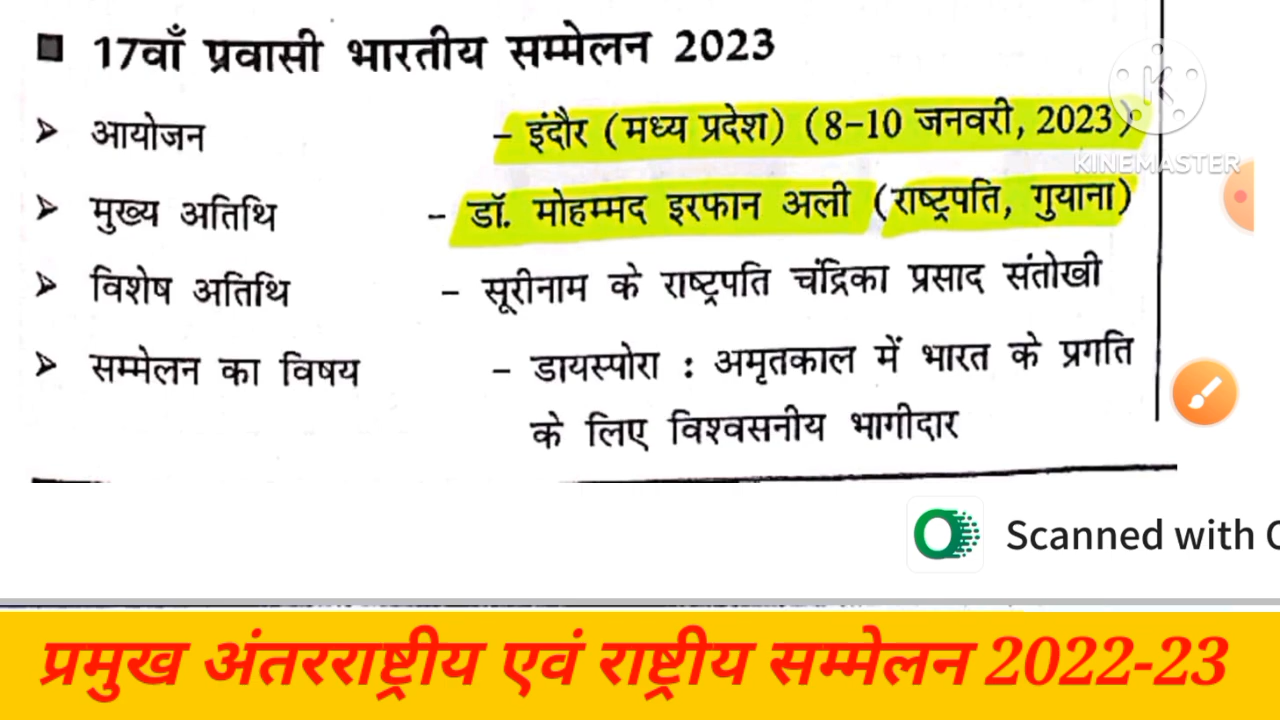 17वाँ प्रवासी भारतीय सम्मेलन 2023
➤ आयोजन – इंदौर (मध्य प्रदेश) (8–10 जनवरी, 2023)
KINEMASTER
➤ मुख्य अतिथि – डॉ. मोहम्मद इरफान अली (राष्ट्रपति, गुयाना)
➤ विशेष अतिथि – सूरीनाम के राष्ट्रपति चंद्रिका प्रसाद संतोखी
➤ सम्मेलन का विषय – डायस्पोरा : अमृतकाल में भारत के प्रगति
के लिए विश्वसनीय भागीदार
Scanned with
प्रमुख अंतरराष्ट्रीय एवं राष्ट्रीय सम्मेलन 2022-23